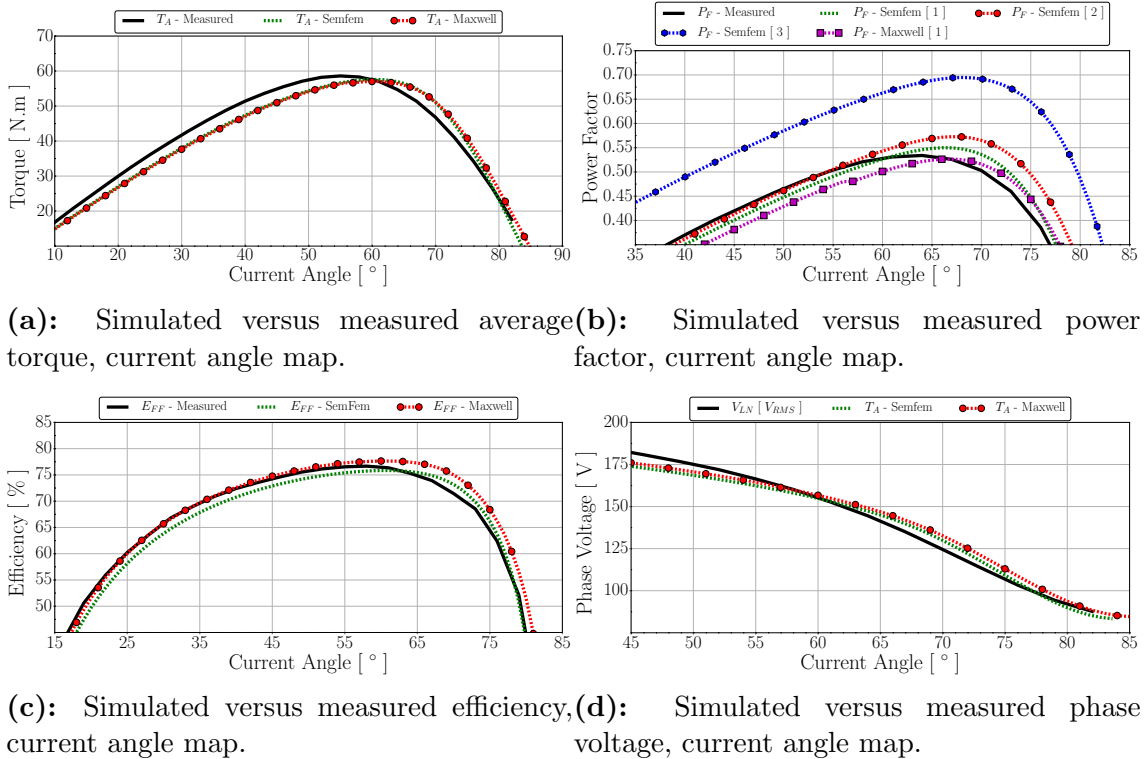 T_A - Measured T_A - Semfem T_A - Maxwell
70
60
50
40
30
20
Torque [ N.m ]
10 20 30 40 50 60 70 80 90
Current Angle [ ° ]
(a): Simulated versus measured average
torque, current angle map.
P_F - Measured P_F - Semfem [ 1 ] P_F - Semfem [ 2 ]
P_F - Semfem [ 3 ] P_F - Maxwell [ 1 ]
0.75
0.70
0.65
0.60
0.55
0.50
0.45
0.40
Power Factor
35 40 45 50 55 60 65 70 75 80 85
Current Angle [ ° ]
(b): Simulated versus measured power
factor, current angle map.
E_FF - Measured E_FF - SemFem E_FF - Maxwell
85
80
75
70
65
60
55
50
Efficiency [ % ]
15 25 35 45 55 65 75 85
Current Angle [ ° ]
(c): Simulated versus measured efficiency,
current angle map.
V_LN [ V_RMS ] T_A - Semfem T_A - Maxwell
200
175
150
125
100
Phase Voltage [ V ]
45 50 55 60 65 70 75 80 85
Current Angle [ ° ]
(d): Simulated versus measured phase
voltage, current angle map.